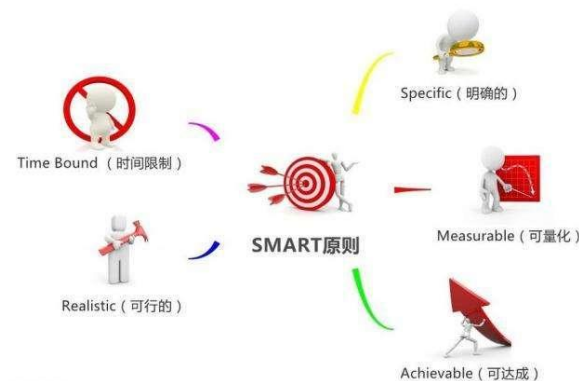 Specific（明确的）
Time Bound （时间限制）
SMART原则
Measurable（可量化）
Realistic（可行的）
Achievable（可达成）